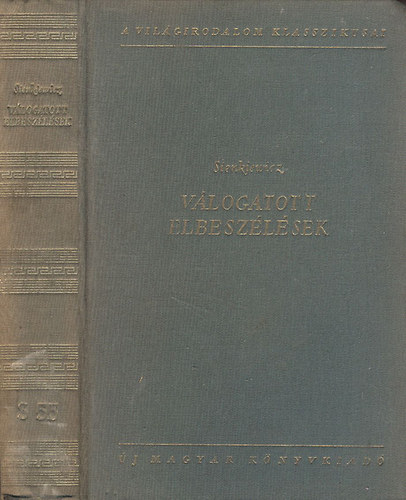 A VILÁGIRODALOM KLASSZIKUSAI
Sienkiewicz
VÁLOGATOTT
ELBESZÉLÉSEK
ÚJ MAGYAR KÖNYVKIADÓ
Sienkiewicz
VÁLOGATOTT
ELBESZÉLÉSEK
S 55